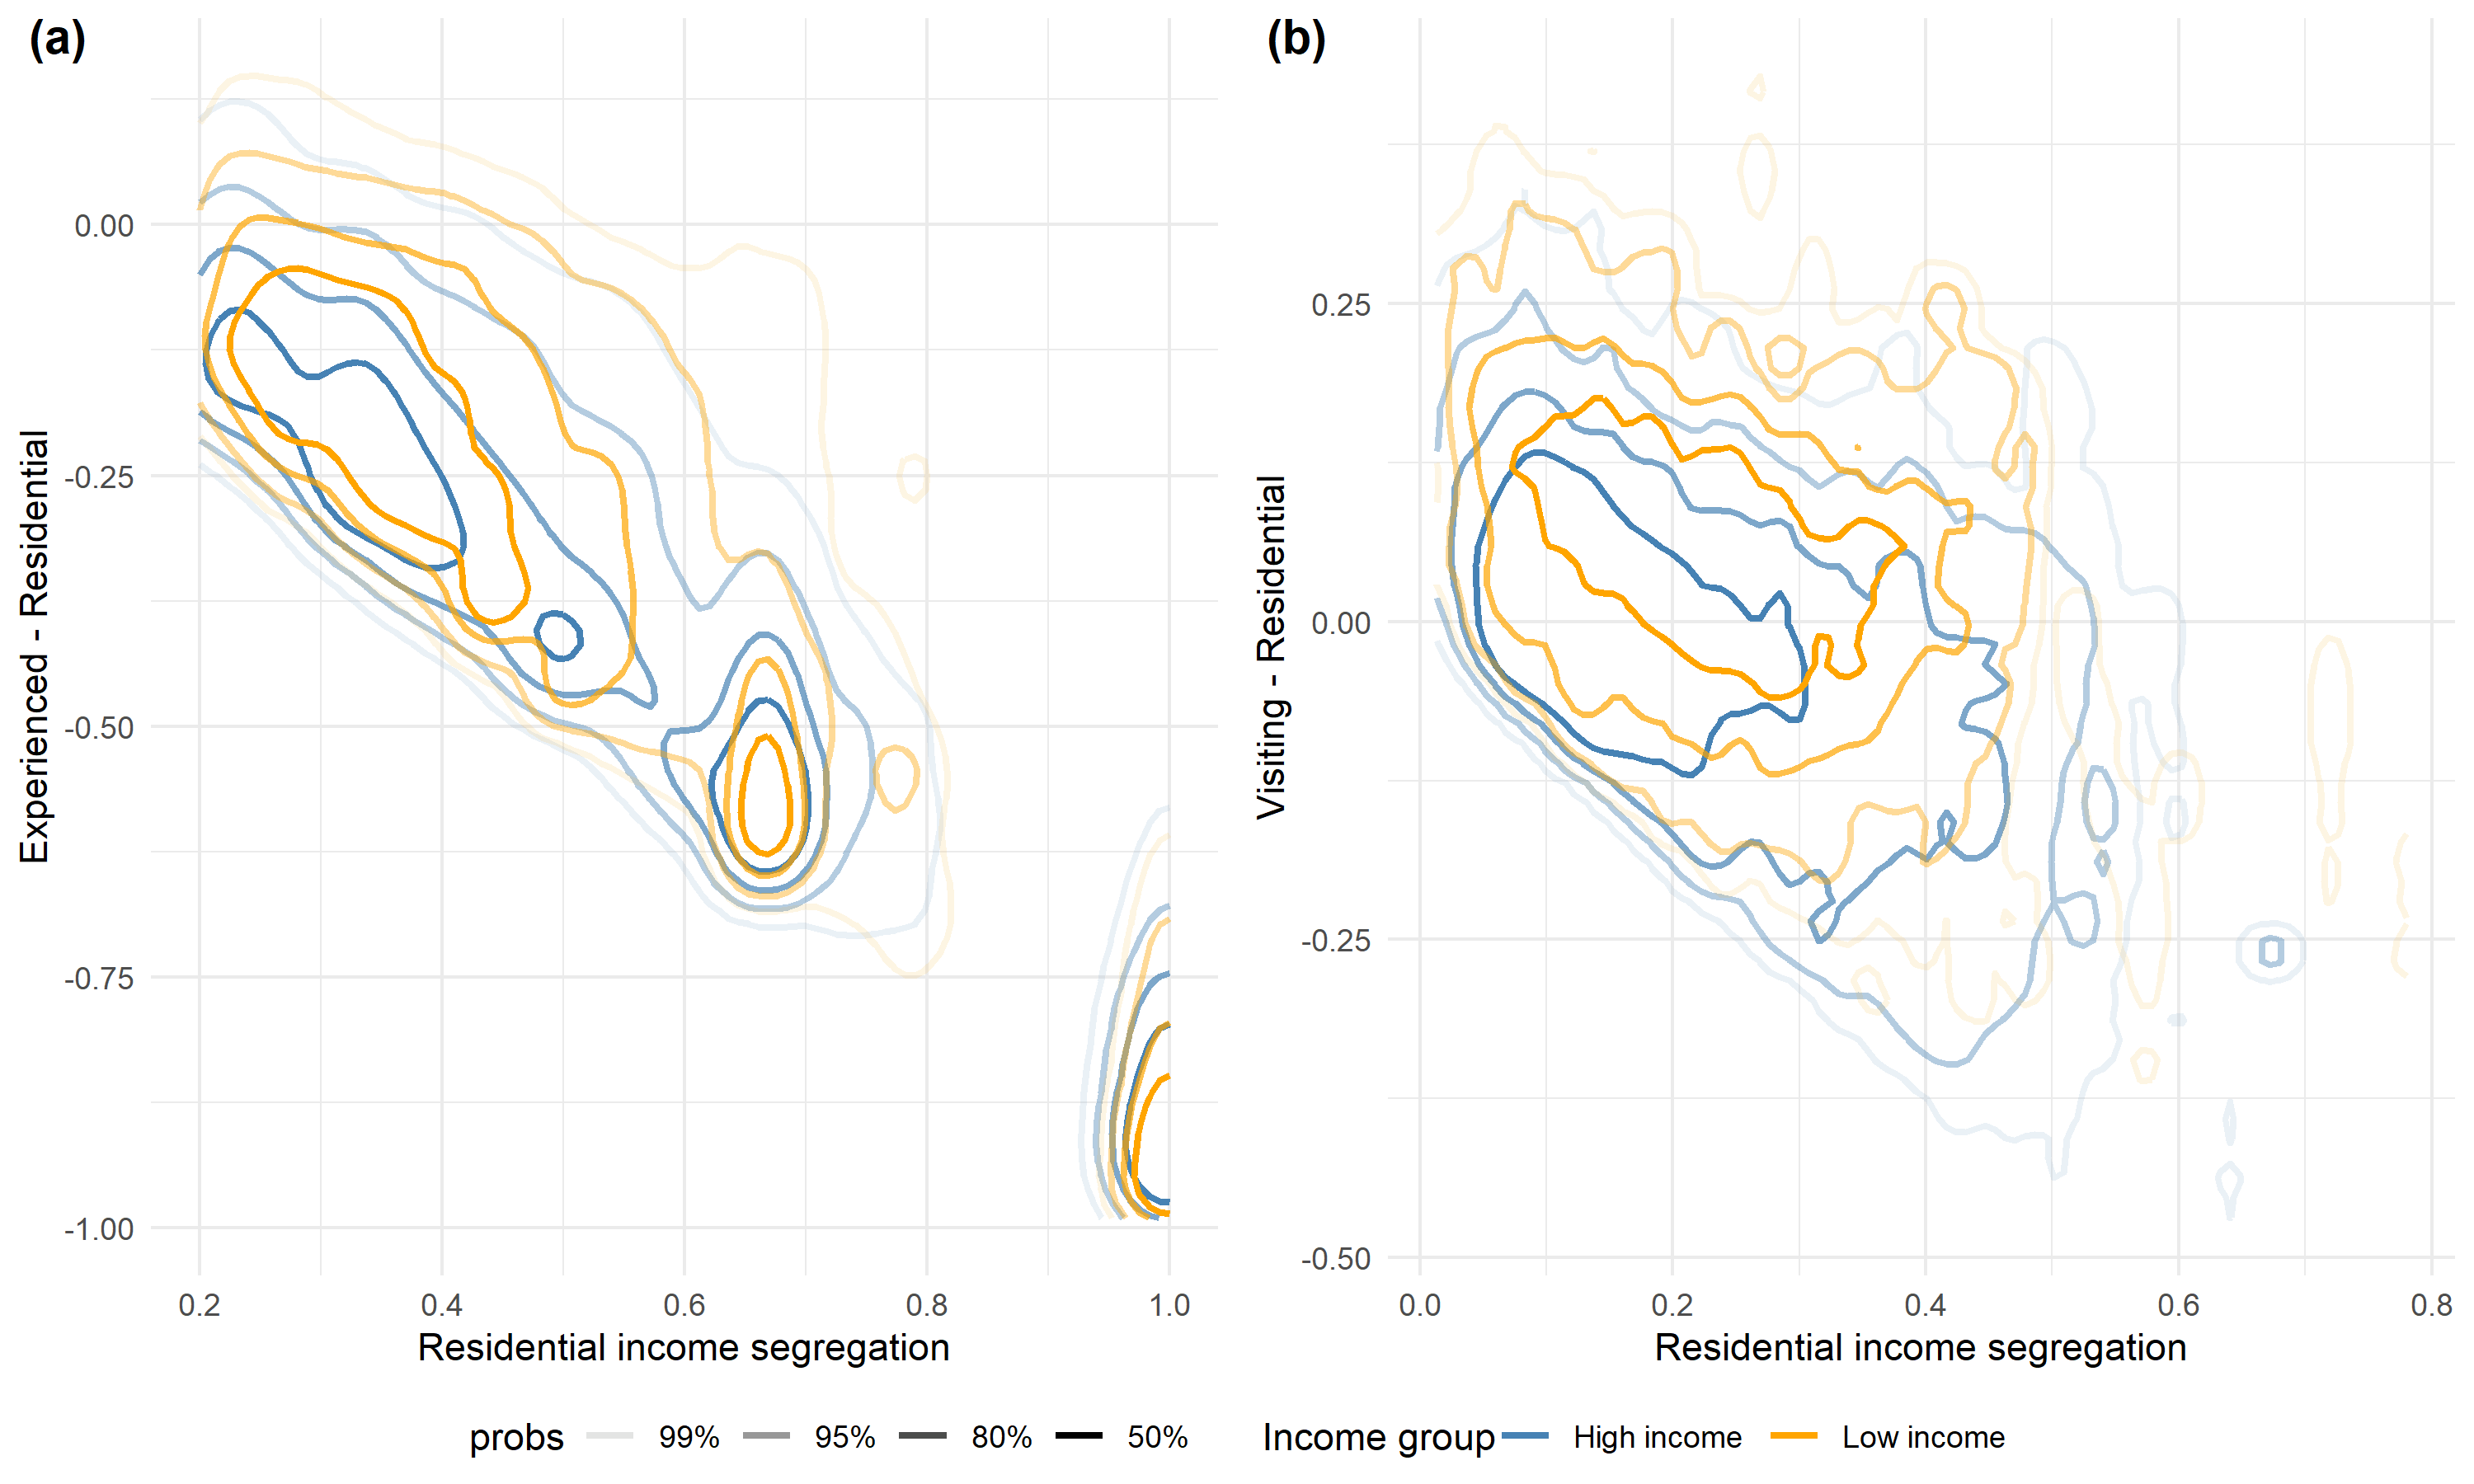 (a)
Experienced - Residential
0.00
-0.25
-0.50
-0.75
-1.00
0.2 0.4 0.6 0.8 1.0
Residential income segregation
(b)
Visiting - Residential
0.25
0.00
-0.25
-0.50
0.0 0.2 0.4 0.6 0.8
Residential income segregation
probs 99% 95% 80% 50% Income group High income Low income